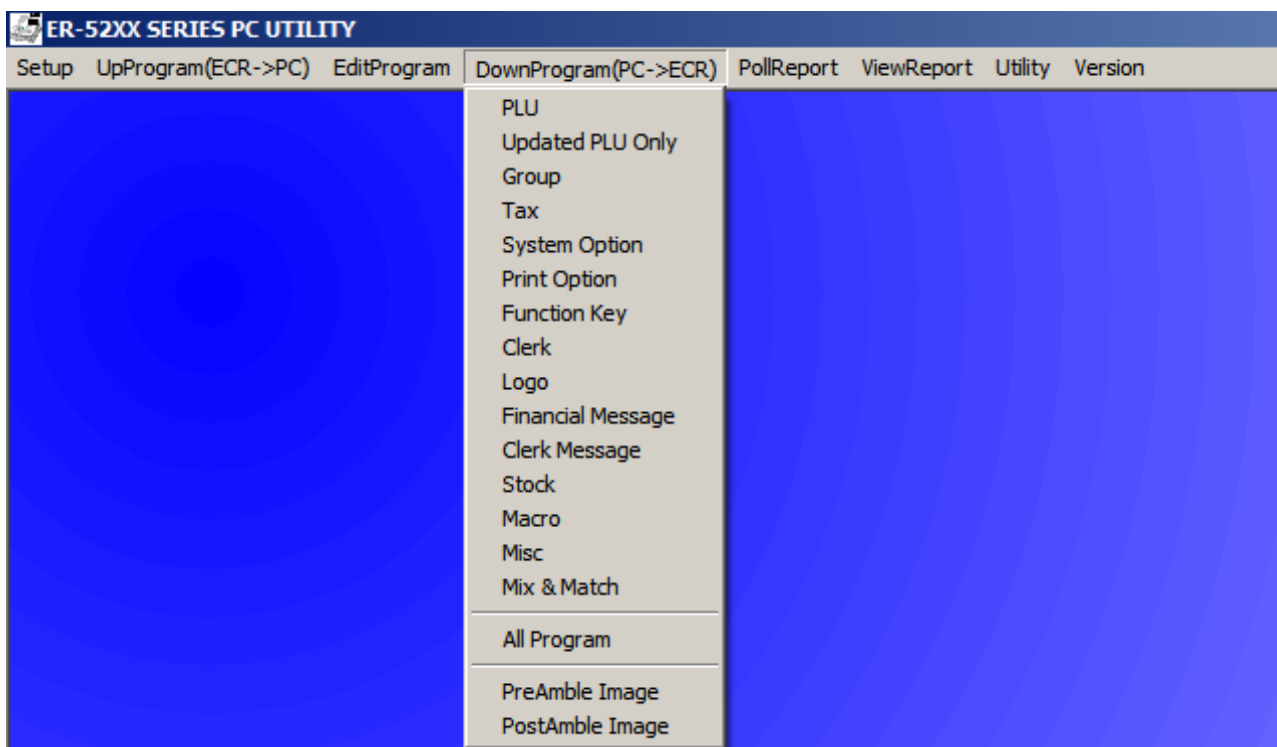 ER-52XX SERIES PC UTILITY
Setup UpProgram(ECR->PC) EditProgram DownProgram(PC->ECR) PollReport ViewReport Utility Version
PLU
Updated PLU Only
Group
Tax
System Option
Print Option
Function Key
Clerk
Logo
Financial Message
Clerk Message
Stock
Macro
Misc
Mix & Match
All Program
PreAmble Image
PostAmble Image